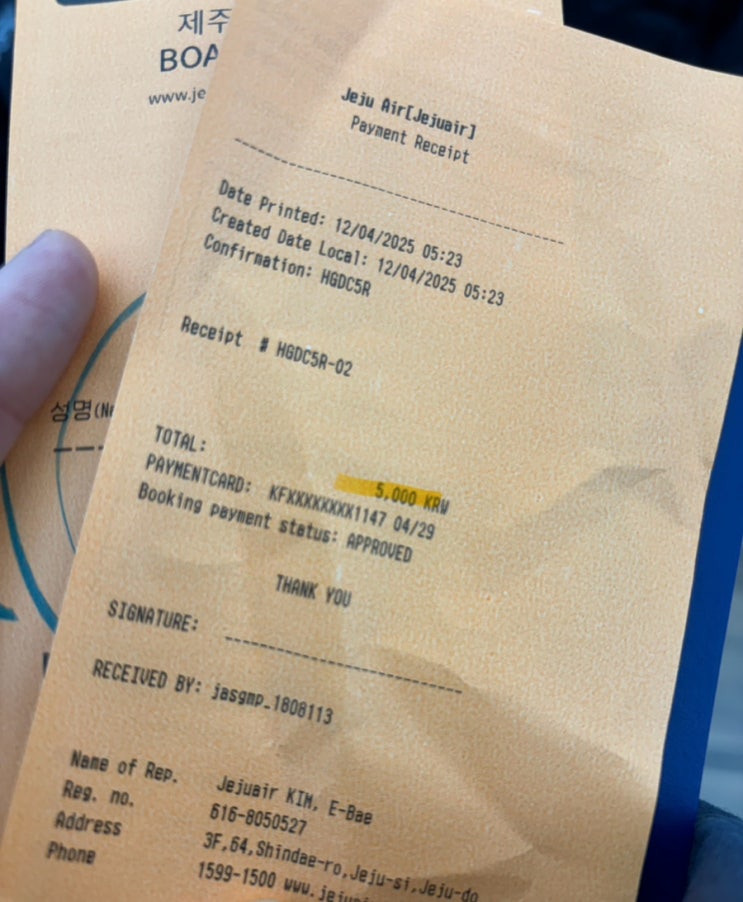 제주
BOA
www.je
성명(N
Jeju Air[Jejuair]
Payment Receipt
Date Printed: 12/04/2025 05:23
Created Date Local: 12/04/2025 05:23
Confirmation: HGDC5R
Receipt # HGDC5R-02
TOTAL: 5,000 KRW
PAYMENTCARD: KFXXXXXXXX1147 04/29
Booking payment status: APPROVED
THANK YOU
SIGNATURE:
RECEIVED BY: jasgmp_1808113
Name of Rep. Jejuair KIM, E-Bae
Reg. no. 616-8050527
Address 3F,64,Shindae-ro,Jeju-si,Jeju-do
Phone 1599-1500 www.jejuai